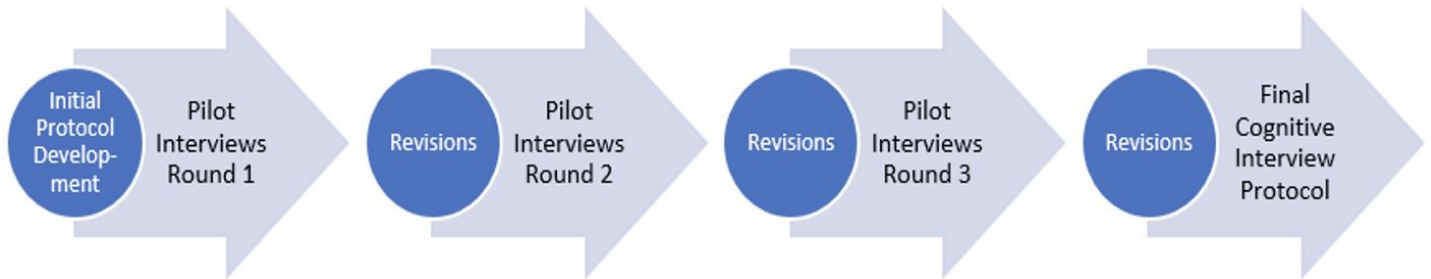 Initial
Protocol
Develop-
ment
Pilot
Interviews
Round 1
Revisions
Pilot
Interviews
Round 2
Revisions
Pilot
Interviews
Round 3
Revisions
Final
Cognitive
Interview
Protocol